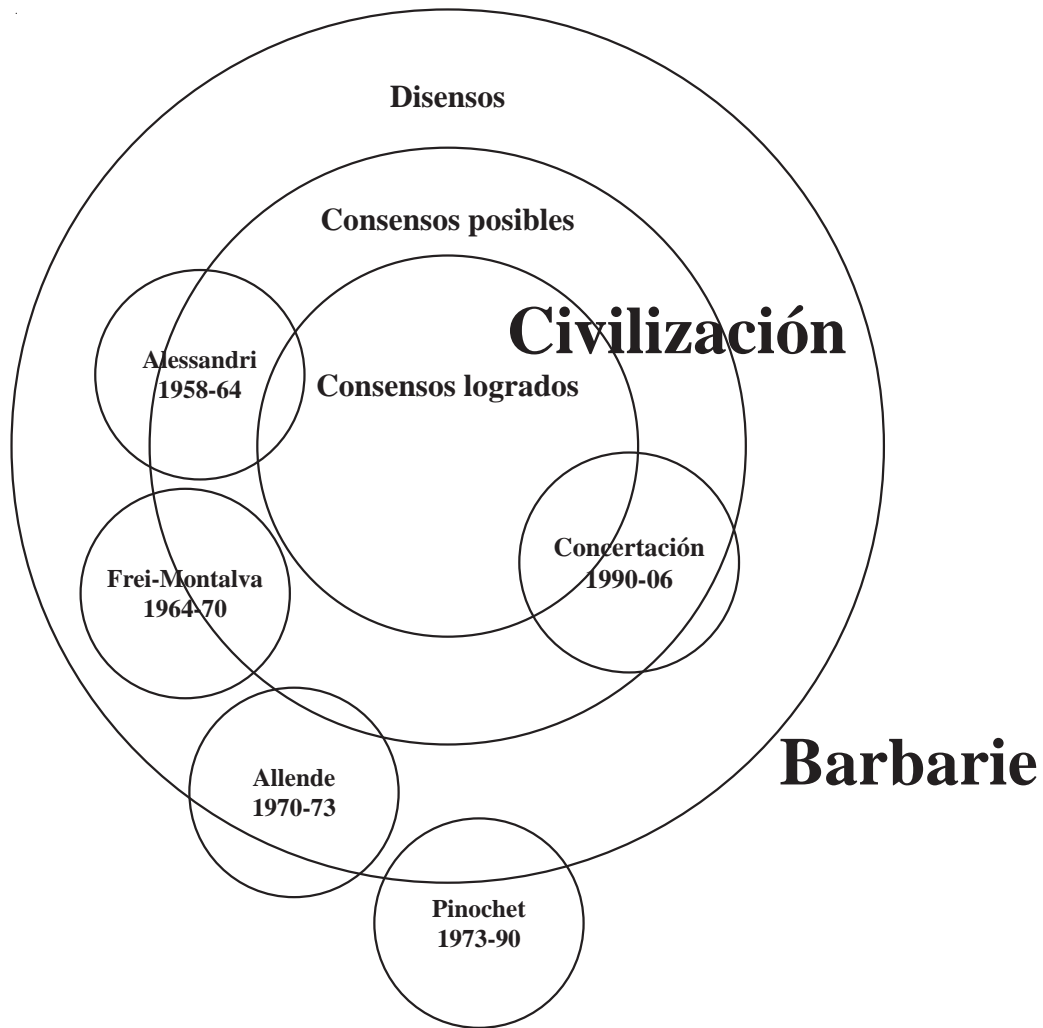 Disensos
Consensos posibles
Civilización
Alessandri
1958-64
Consensos logrados
Concertación
1990-06
Frei-Montalva
1964-70
Barbarie
Allende
1970-73
Pinochet
1973-90